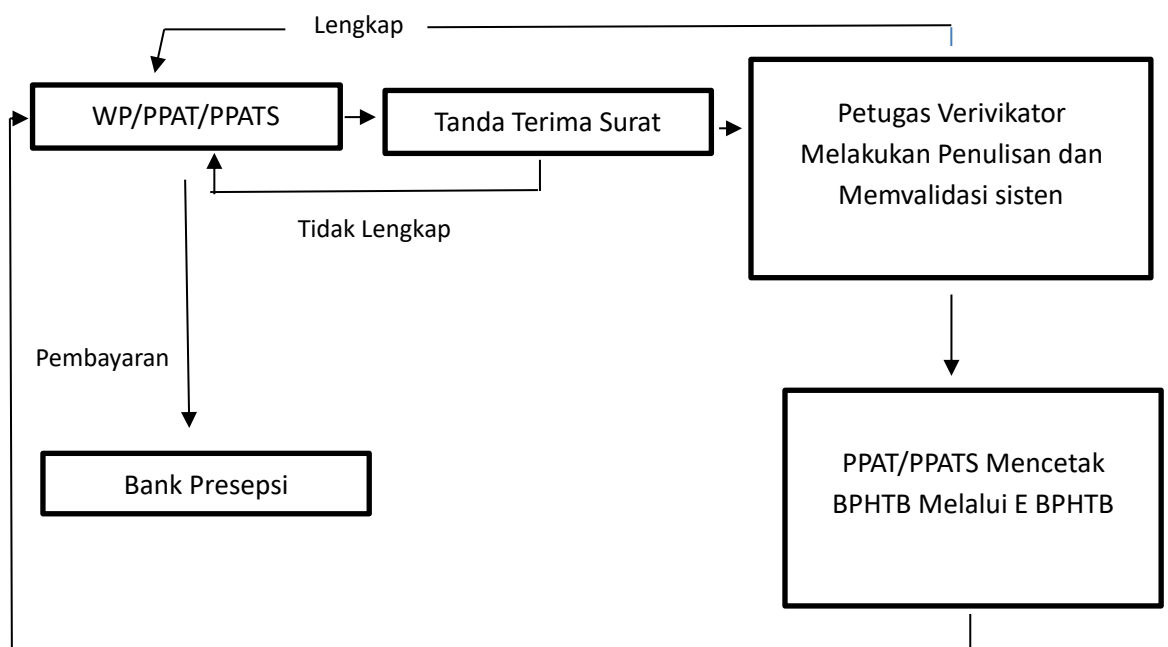 Lengkap
WP/PPAT/PPATS
Tanda Terima Surat
Petugas Verivikator
Melakukan Penulisan dan
Memvalidasi sisten
Tidak Lengkap
Pembayaran
Bank Presepsi
PPAT/PPATS Mencetak
BPHTB Melalui E BPHTB